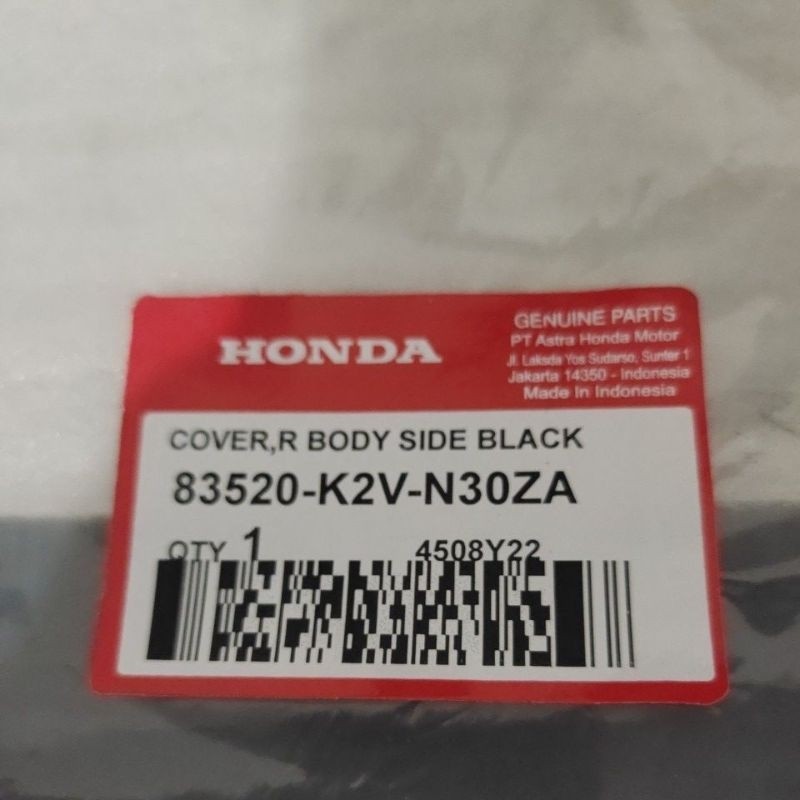 HONDA
GENUINE PARTS
PT Astra Honda Motor
Jl. Laksda Yos Sudarso, Sunter 1
Jakarta 14350 - Indonesia
Made In Indonesia
COVER,R BODY SIDE BLACK
83520-K2V-N30ZA
QTY 1 4508Y22